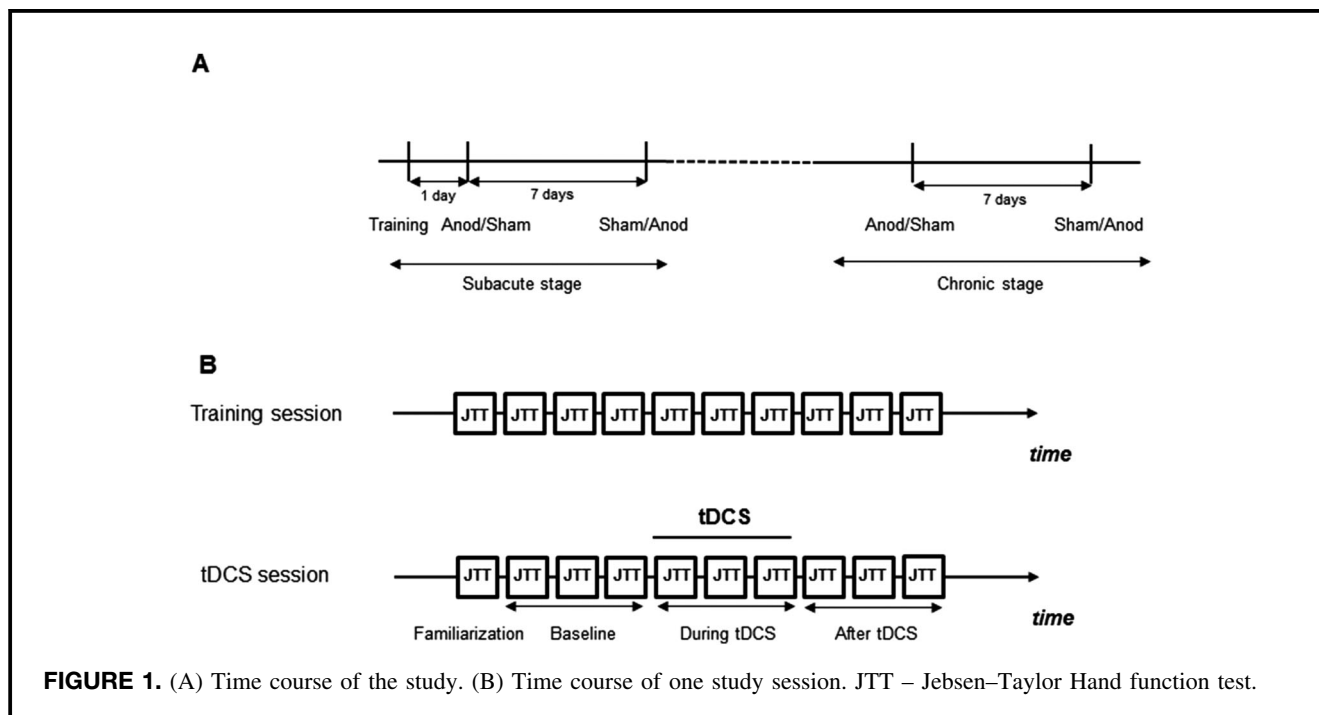 A
1 day 7 days 7 days
Training Anod/Sham Sham/Anod Anod/Sham Sham/Anod
Subacute stage Chronic stage
B
Training session JTT JTT JTT JTT JTT JTT JTT JTT JTT JTT
time
tDCS
tDCS session JTT JTT JTT JTT JTT JTT JTT JTT JTT JTT
time
Familiarization Baseline During tDCS After tDCS
FIGURE 1. (A) Time course of the study. (B) Time course of one study session. JTT – Jebsen–Taylor Hand function test.